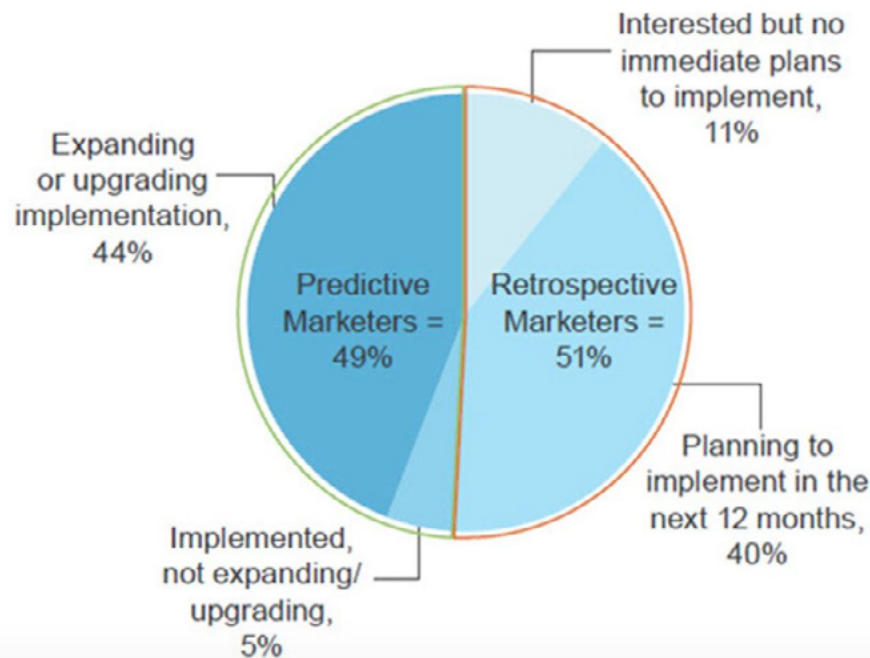 Interested but no
immediate plans
to implement,
11%
Expanding
or upgrading
implementation,
44%
Predictive
Marketers =
49%
Retrospective
Marketers =
51%
Planning to
implement in the
next 12 months,
40%
Implemented,
not expanding/
upgrading,
5%